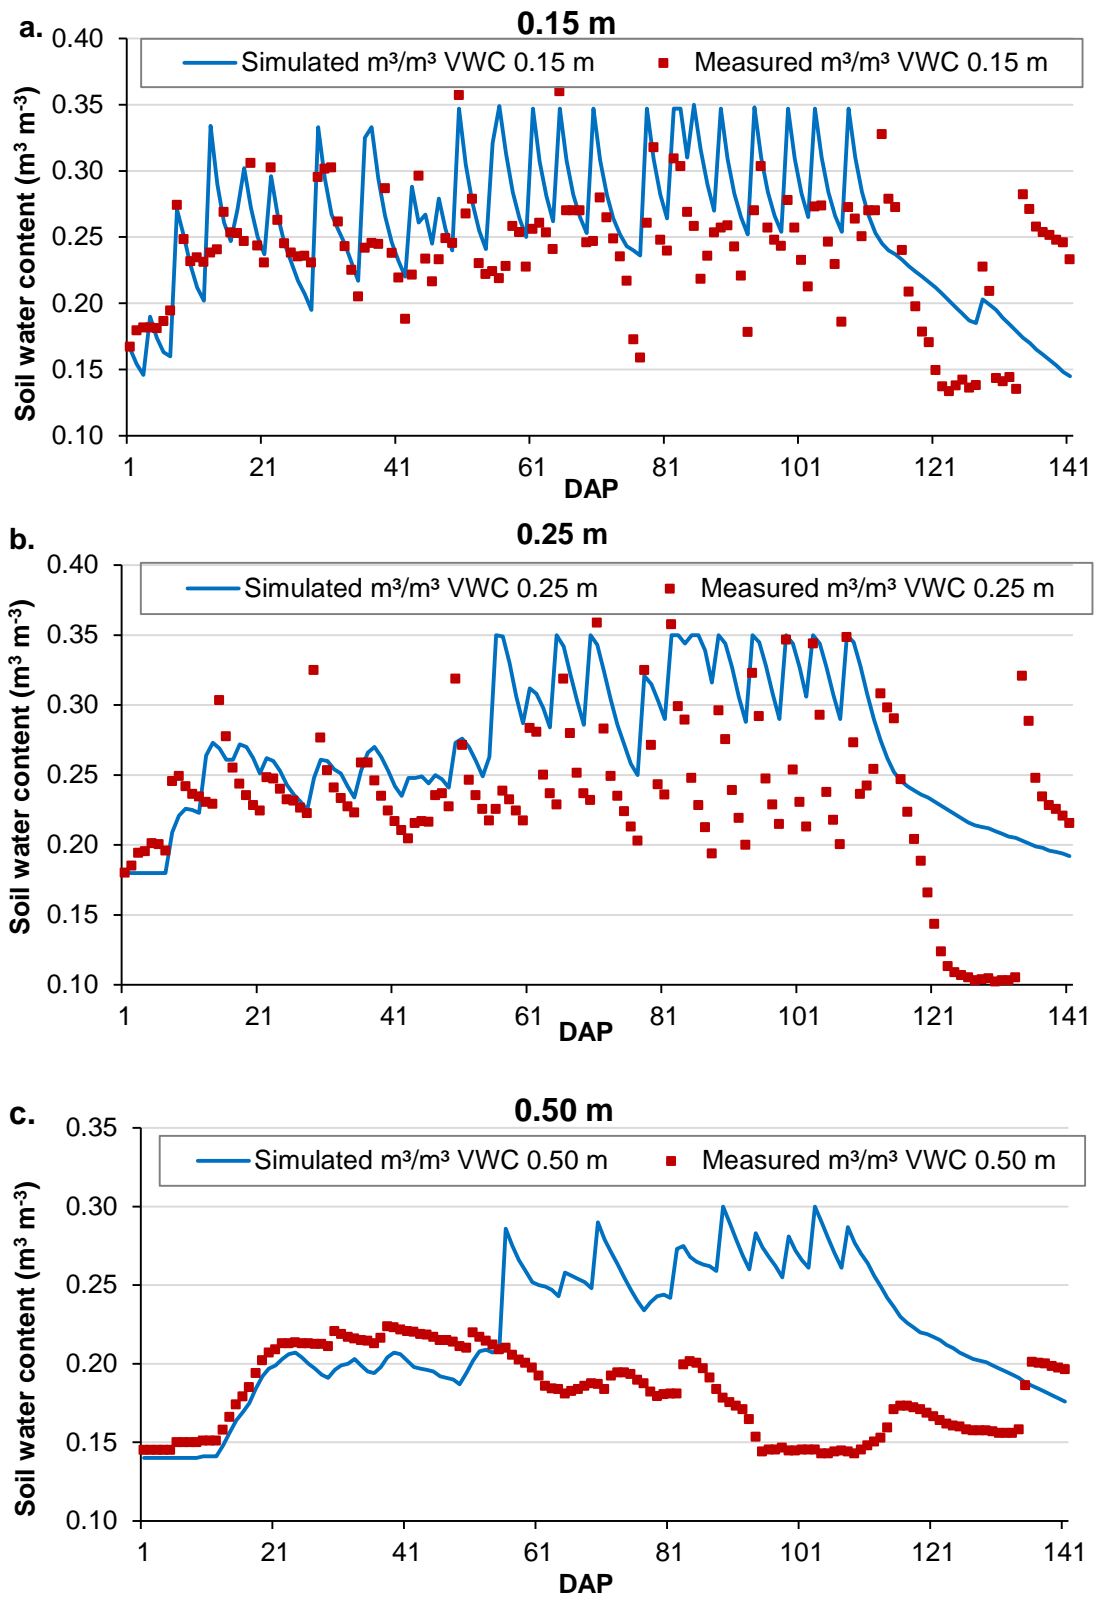 a.
0.15 m
Simulated m³/m³ VWC 0.15 m
Measured m³/m³ VWC 0.15 m
Soil water content (m³ m⁻³)
0.40
0.35
0.30
0.25
0.20
0.15
0.10
1 21 41 61 81 101 121 141
DAP
b.
0.25 m
Simulated m³/m³ VWC 0.25 m
Measured m³/m³ VWC 0.25 m
Soil water content (m³ m⁻³)
0.40
0.35
0.30
0.25
0.20
0.15
0.10
1 21 41 61 81 101 121 141
DAP
c.
0.50 m
Simulated m³/m³ VWC 0.50 m
Measured m³/m³ VWC 0.50 m
Soil water content (m³ m⁻³)
0.35
0.30
0.25
0.20
0.15
0.10
1 21 41 61 81 101 121 141
DAP